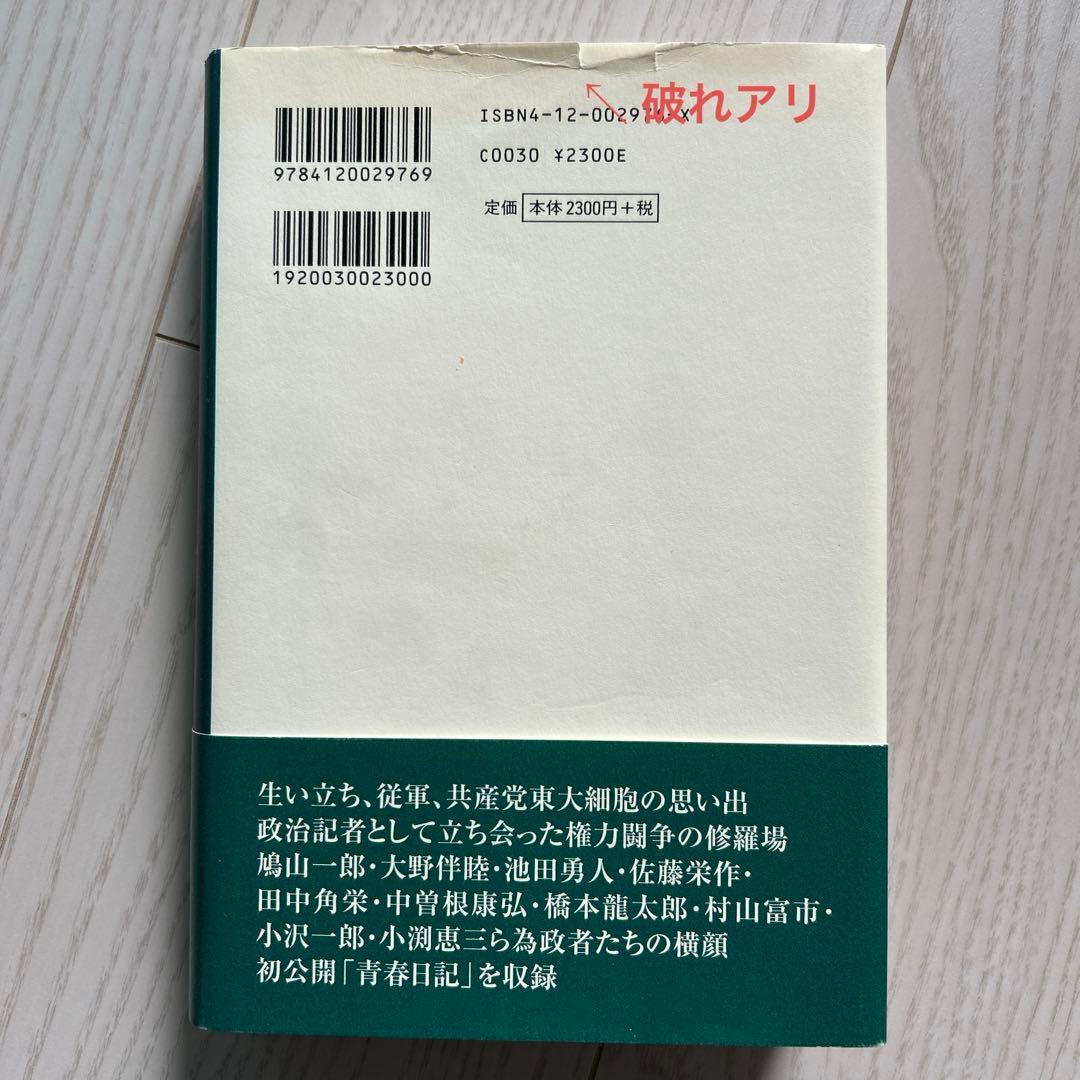 破れアリ
ISBN4-12-00297
X
9784120029769
C0030 ¥2300E
定価 本体2300円+税
1920030023000
生い立ち、従軍、共産党東大細胞の思い出
政治記者として立ち会った権力闘争の修羅場
鳩山一郎・大野伴睦・池田勇人・佐藤栄作・
田中角栄・中曽根康弘・橋本龍太郎・村山富市・
小沢一郎・小渕恵三ら為政者たちの横顔
初公開「青春日記」を収録